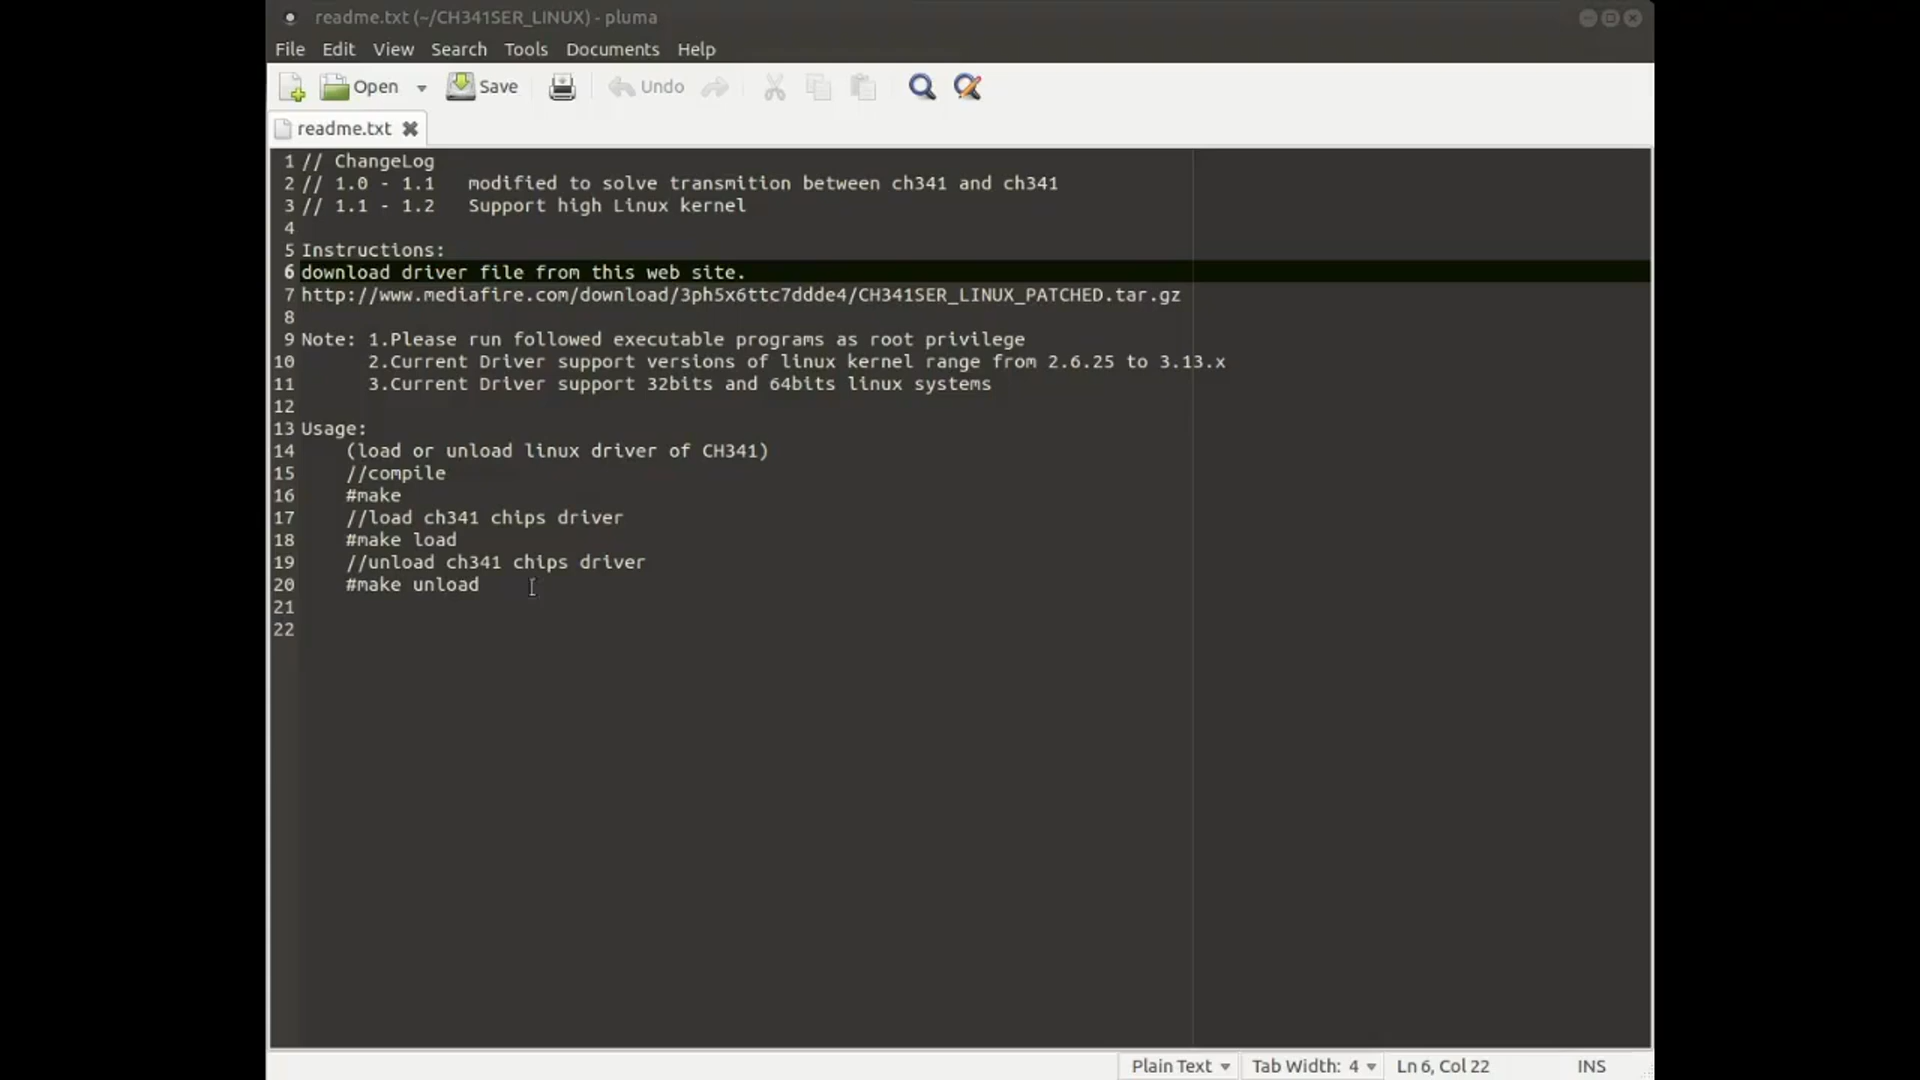 readme.txt (~/CH341SER_LINUX) - pluma
File Edit View Search Tools Documents Help
Open Save Undo
readme.txt
1 // ChangeLog
2 // 1.0 - 1.1   modified to solve transmition between ch341 and ch341
3 // 1.1 - 1.2   Support high Linux kernel
4
5 Instructions:
6 download driver file from this web site.
7 http://www.mediafire.com/download/3ph5x6ttc7ddde4/CH341SER_LINUX_PATCHED.tar.gz
8
9 Note: 1.Please run followed executable programs as root privilege
10       2.Current Driver support versions of linux kernel range from 2.6.25 to 3.13.x
11       3.Current Driver support 32bits and 64bits linux systems
12
13 Usage:
14     (load or unload linux driver of CH341)
15     //compile
16     #make
17     //load ch341 chips driver
18     #make load
19     //unload ch341 chips driver
20     #make unload
21
22
Plain Text Tab Width: 4 Ln 6, Col 22 INS